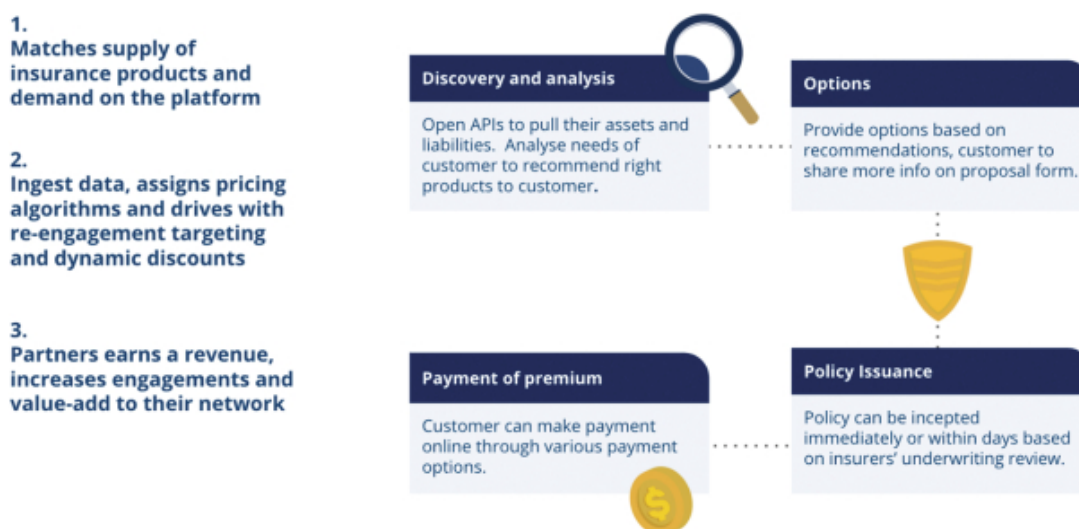 1.
Matches supply of
insurance products and
demand on the platform
2.
Ingest data, assigns pricing
algorithms and drives with
re-engagement targeting
and dynamic discounts
3.
Partners earns a revenue,
increases engagements and
value-add to their network
Discovery and analysis
Open APIs to pull their assets and
liabilities. Analyse needs of
customer to recommend right
products to customer.
Options
Provide options based on
recommendations, customer to
share more info on proposal form.
Payment of premium
Customer can make payment
online through various payment
options.
$
Policy Issuance
Policy can be incepted
immediately or within days based
on insurers’ underwriting review.